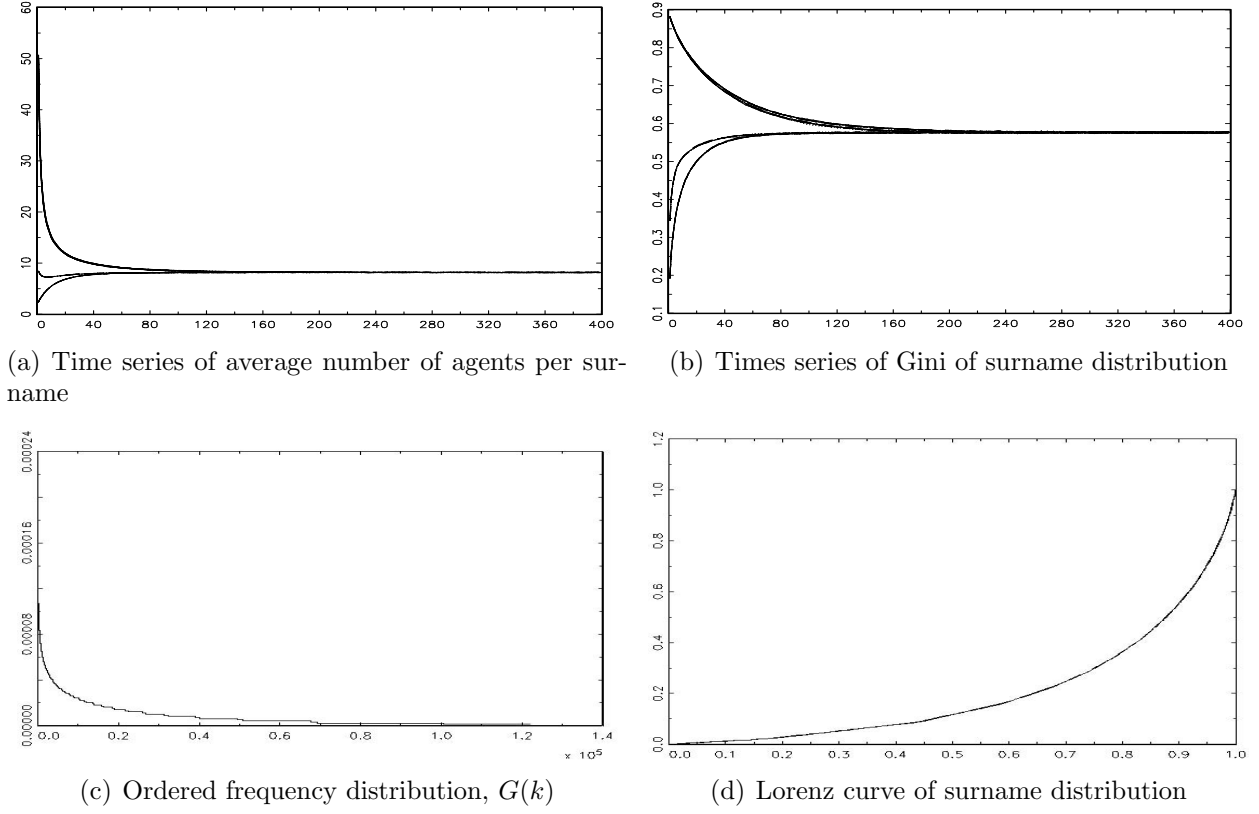 60
50
40
30
20
10
0
0 40 80 120 160 200 240 280 320 360 400
(a) Time series of average number of agents per sur-
name
0.9
0.8
0.7
0.6
0.5
0.4
0.3
0.2
0.1
0 40 80 120 160 200 240 280 320 360 400
(b) Times series of Gini of surname distribution
0.00024
0.00016
0.00008
0.00000
0.0 0.2 0.4 0.6 0.8 1.0 1.2 1.4
x 10^5
(c) Ordered frequency distribution, G(k)
1.2
1.0
0.8
0.6
0.4
0.2
0.0
0.0 0.1 0.2 0.3 0.4 0.5 0.6 0.7 0.8 0.9 1.0
(d) Lorenz curve of surname distribution